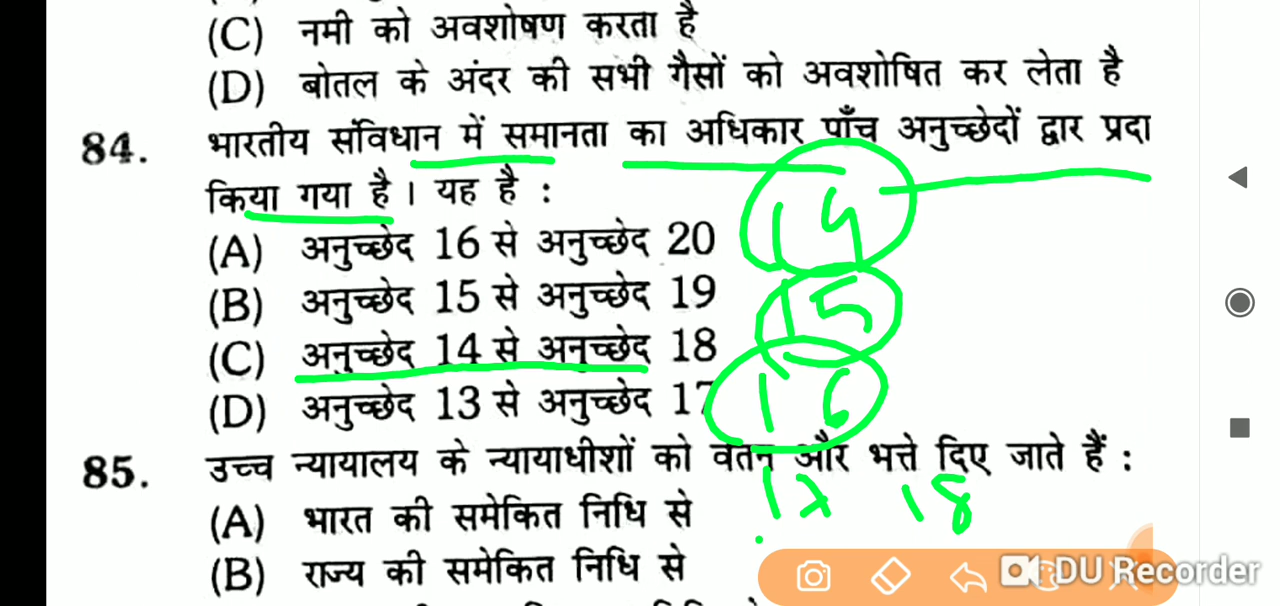 (C) नमी को अवशोषण करता है
(D) बोतल के अंदर की सभी गैसों को अवशोषित कर लेता है
84. भारतीय संविधान में समानता का अधिकार पाँच अनुच्छेदों द्वार प्रदा
किया गया है। यह है :
14
(A) अनुच्छेद 16 से अनुच्छेद 20
(B) अनुच्छेद 15 से अनुच्छेद 19
15
(C) अनुच्छेद 14 से अनुच्छेद 18
(D) अनुच्छेद 13 से अनुच्छेद 17
16
85. उच्च न्यायालय के न्यायाधीशों को वेतन और भत्ते दिए जाते हैं :
17 18
(A) भारत की समेकित निधि से
(B) राज्य की समेकित निधि से
DU Recorder